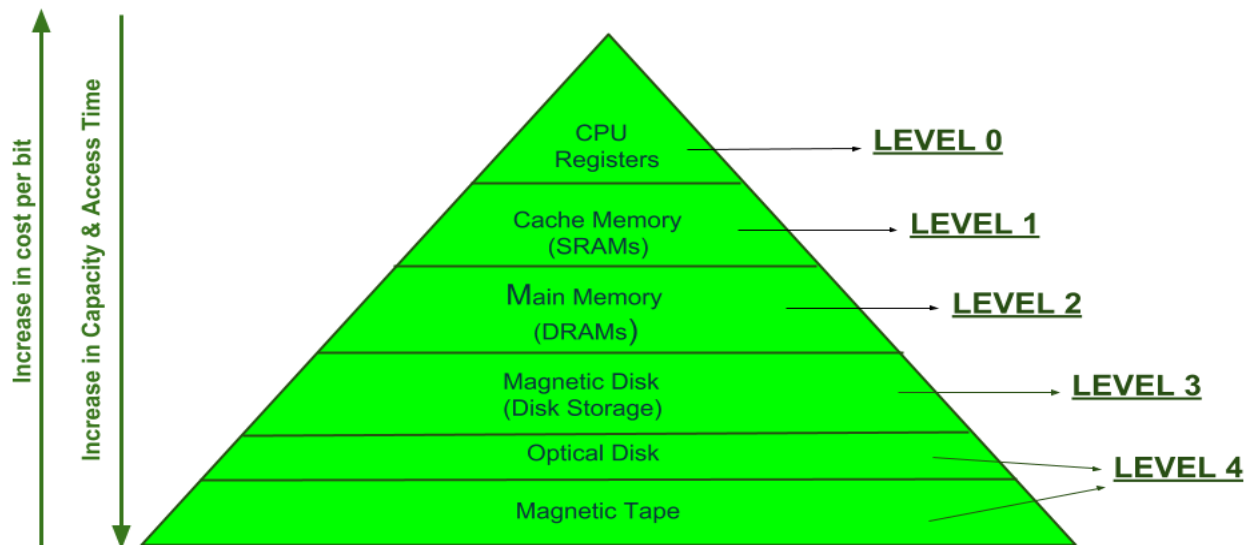 Increase in cost per bit
Increase in Capacity & Access Time
CPU
Registers
LEVEL 0
Cache Memory
(SRAMs)
LEVEL 1
Main Memory
(DRAMs)
LEVEL 2
Magnetic Disk
(Disk Storage)
LEVEL 3
Optical Disk
LEVEL 4
Magnetic Tape